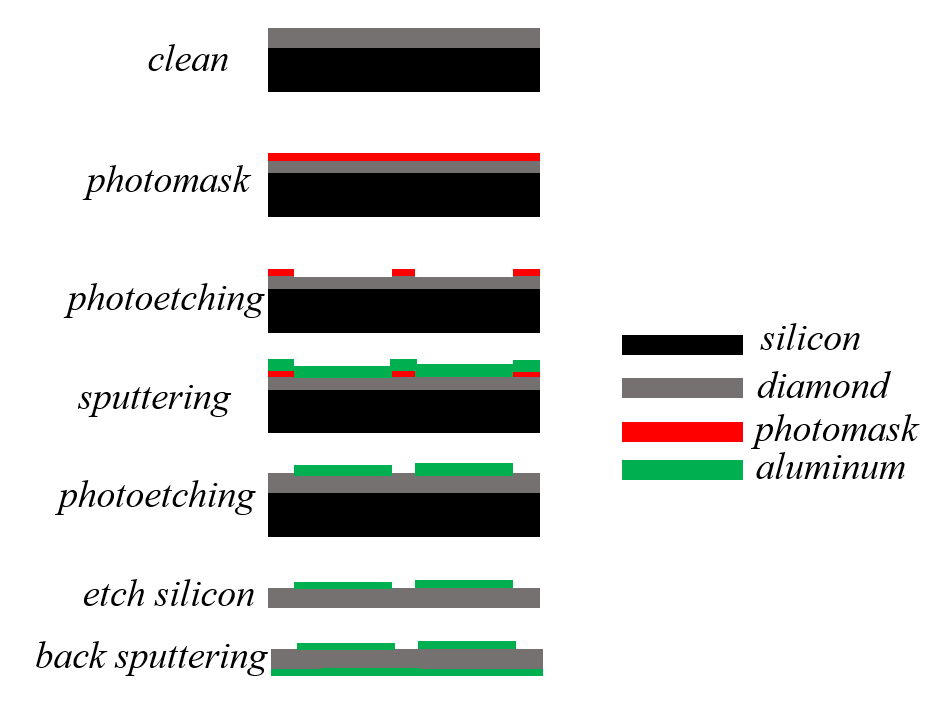 clean
photomask
photoetching
sputtering
photoetching
etch silicon
back sputtering
silicon
diamond
photomask
aluminum